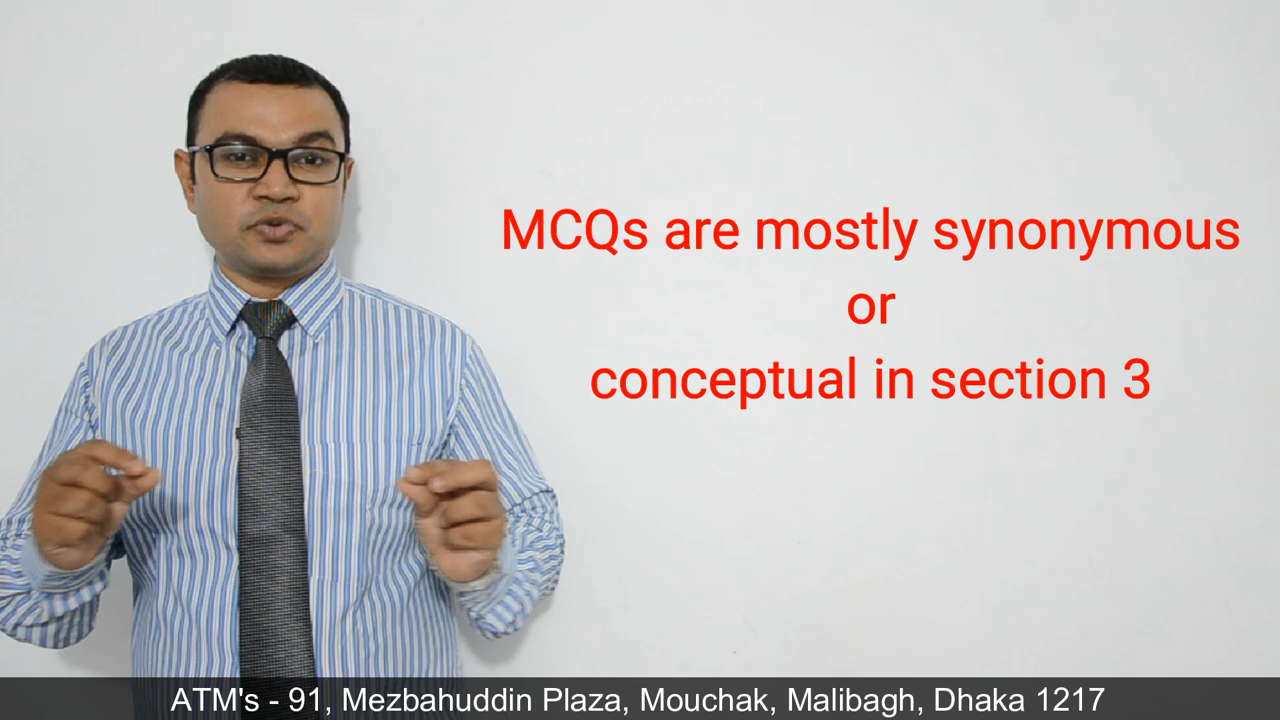 MCQs are mostly synonymous
or
conceptual in section 3
ATM's - 91, Mezbahuddin Plaza, Mouchak, Malibagh, Dhaka 1217